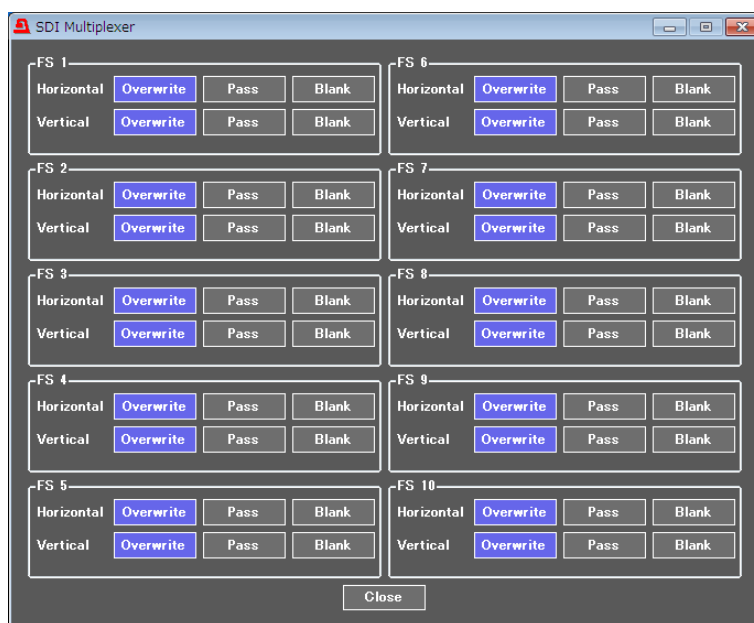 SDI Multiplexer
FS 1
Horizontal Overwrite Pass Blank
Vertical Overwrite Pass Blank
FS 2
Horizontal Overwrite Pass Blank
Vertical Overwrite Pass Blank
FS 3
Horizontal Overwrite Pass Blank
Vertical Overwrite Pass Blank
FS 4
Horizontal Overwrite Pass Blank
Vertical Overwrite Pass Blank
FS 5
Horizontal Overwrite Pass Blank
Vertical Overwrite Pass Blank
FS 6
Horizontal Overwrite Pass Blank
Vertical Overwrite Pass Blank
FS 7
Horizontal Overwrite Pass Blank
Vertical Overwrite Pass Blank
FS 8
Horizontal Overwrite Pass Blank
Vertical Overwrite Pass Blank
FS 9
Horizontal Overwrite Pass Blank
Vertical Overwrite Pass Blank
FS 10
Horizontal Overwrite Pass Blank
Vertical Overwrite Pass Blank
Close